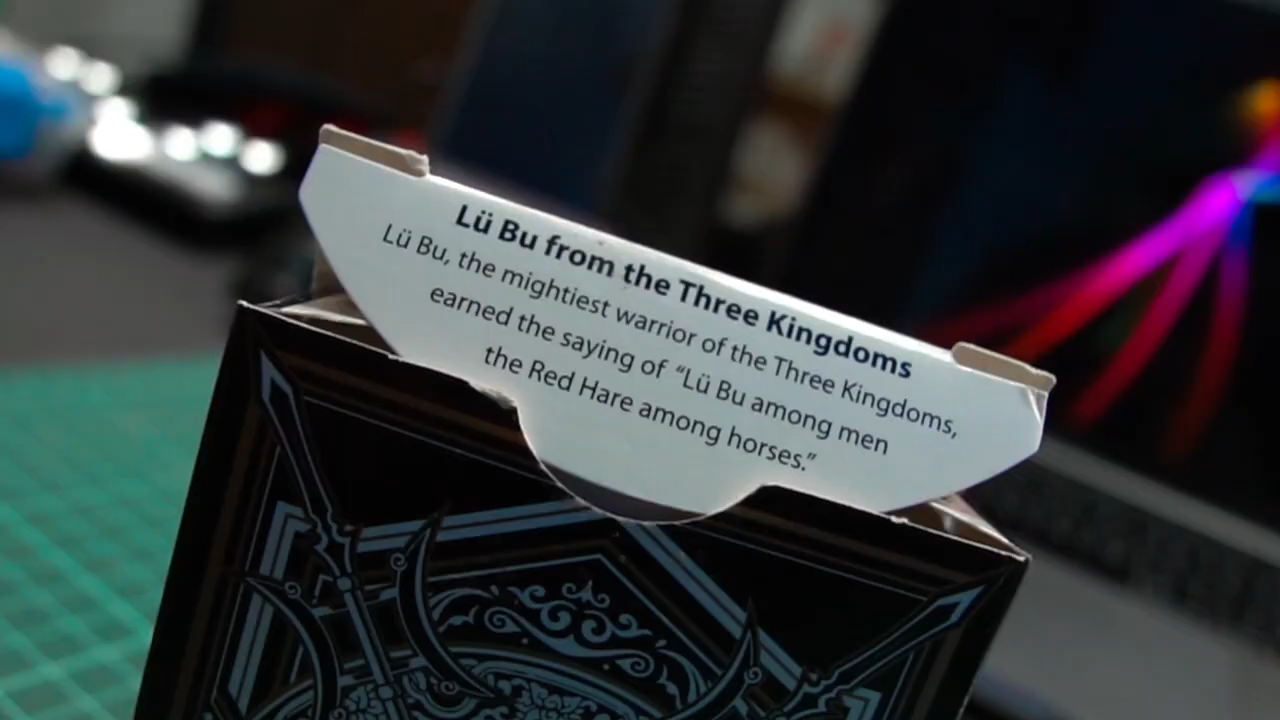 Lü Bu from the Three Kingdoms
Lü Bu, the mightiest warrior of the Three Kingdoms,
earned the saying of “Lü Bu among men
the Red Hare among horses.”